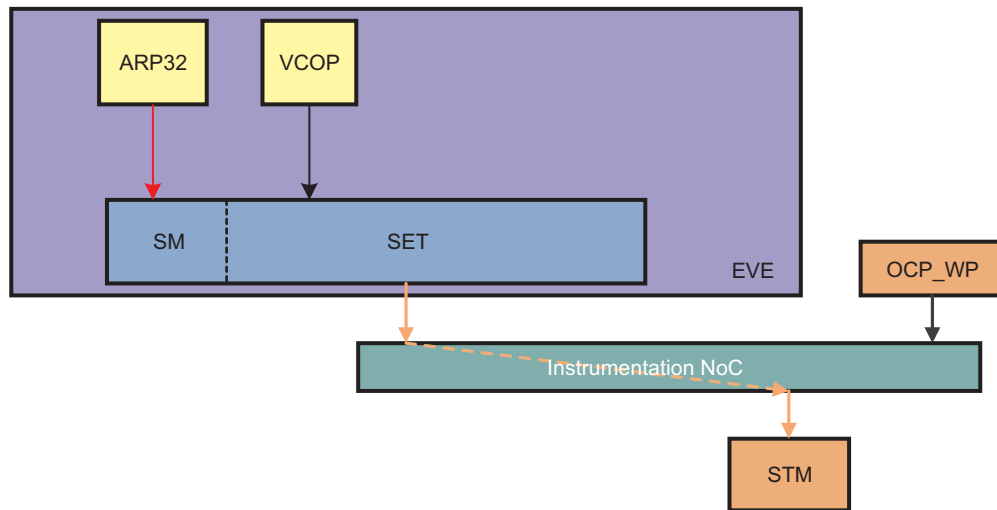 ARP32
VCOP
SM
SET
EVE
OCP_WP
Instrumentation NoC
STM